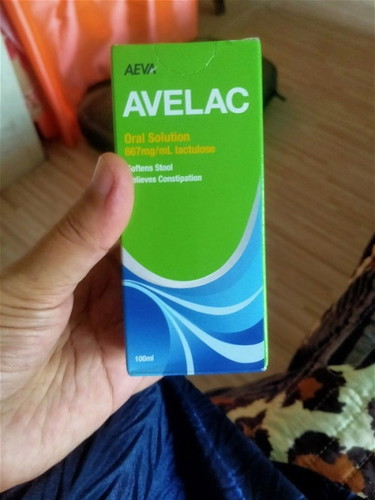 AEVA
AVELAC
Oral Solution
667mg/mL lactulose
Softens Stool
Relieves Constipation
100ml